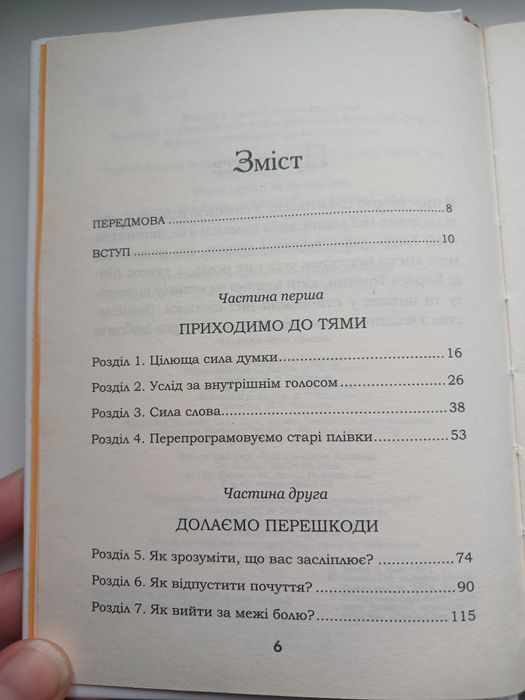 Зміст
ПЕРЕДМОВА ........ 8
ВСТУП ........ 10
Частина перша
ПРИХОДИМО ДО ТЯМИ
Розділ 1. Цілюща сила думки ........ 16
Розділ 2. Услід за внутрішнім голосом ........ 26
Розділ 3. Сила слова ........ 38
Розділ 4. Перепрограмовуємо старі плівки ........ 53
Частина друга
ДОЛАЄМО ПЕРЕШКОДИ
Розділ 5. Як зрозуміти, що вас засліплює? ........ 74
Розділ 6. Як відпустити почуття? ........ 90
Розділ 7. Як вийти за межі болю? ........ 115
6